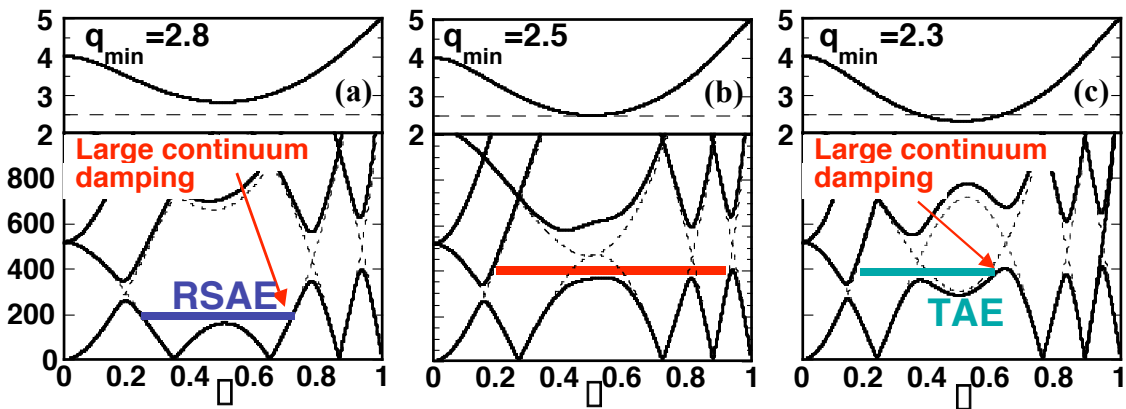 5
4
3
2
q_min=2.8
(a)
Large continuum
damping
800
600
400
200
0
RSAE
0 0.2 0.4 0.6 0.8 1
5
4
3
2
q_min=2.5
(b)
0 0.2 0.4 0.6 0.8 1
5
4
3
2
q_min=2.3
(c)
Large continuum
damping
TAE
0 0.2 0.4 0.6 0.8 1